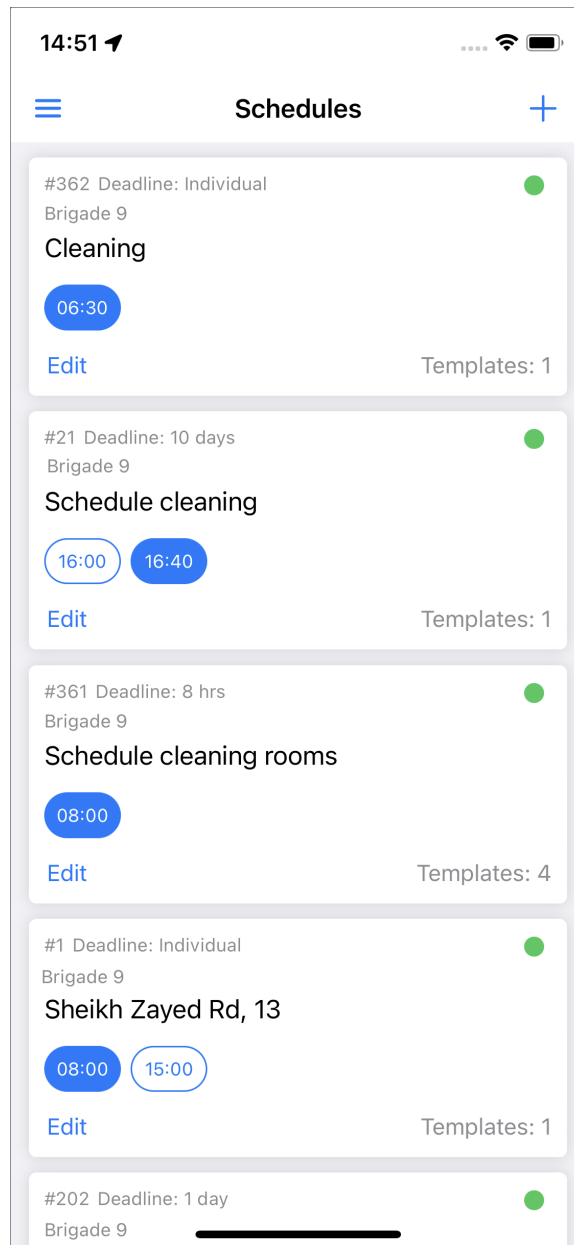 14:51
Schedules
#362 Deadline: Individual
Brigade 9
Cleaning
06:30
Edit Templates: 1
#21 Deadline: 10 days
Brigade 9
Schedule cleaning
16:00 16:40
Edit Templates: 1
#361 Deadline: 8 hrs
Brigade 9
Schedule cleaning rooms
08:00
Edit Templates: 4
#1 Deadline: Individual
Brigade 9
Sheikh Zayed Rd, 13
08:00 15:00
Edit Templates: 1
#202 Deadline: 1 day
Brigade 9